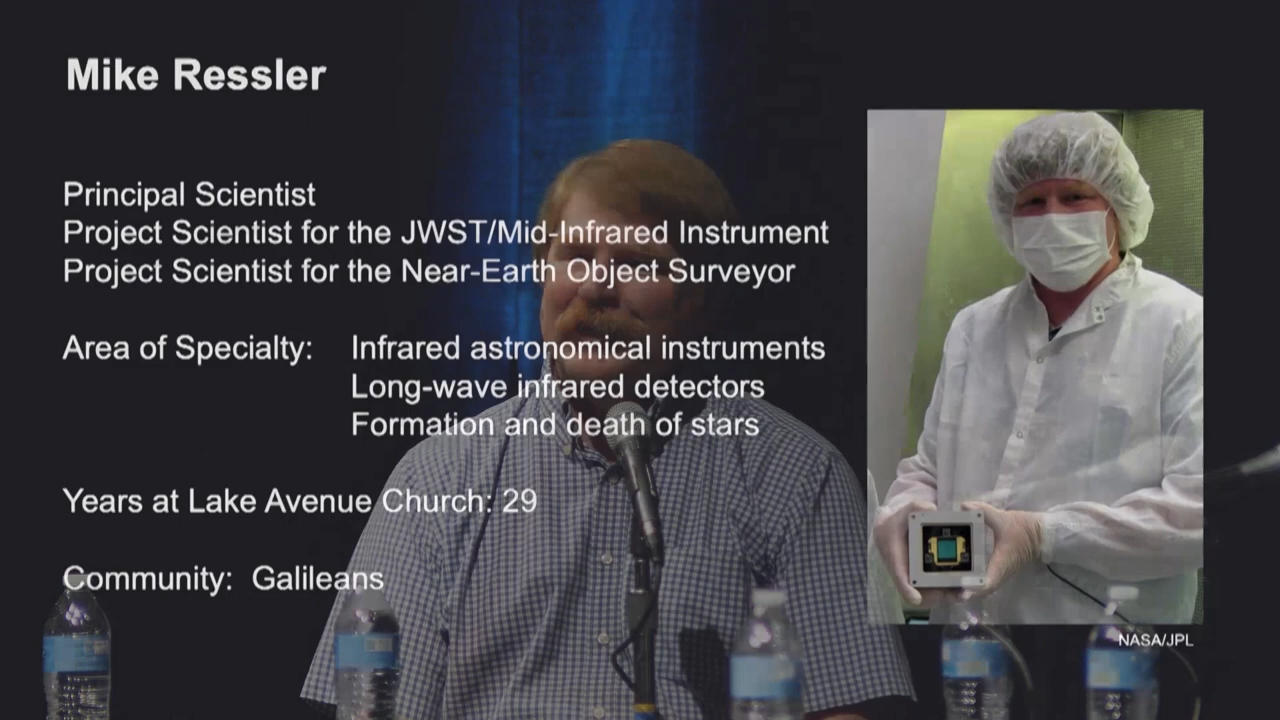 Mike Ressler
Principal Scientist
Project Scientist for the JWST/Mid-Infrared Instrument
Project Scientist for the Near-Earth Object Surveyor
Area of Specialty: Infrared astronomical instruments
Long-wave infrared detectors
Formation and death of stars
Years at Lake Avenue Church: 29
Community: Galileans
NASA/JPL